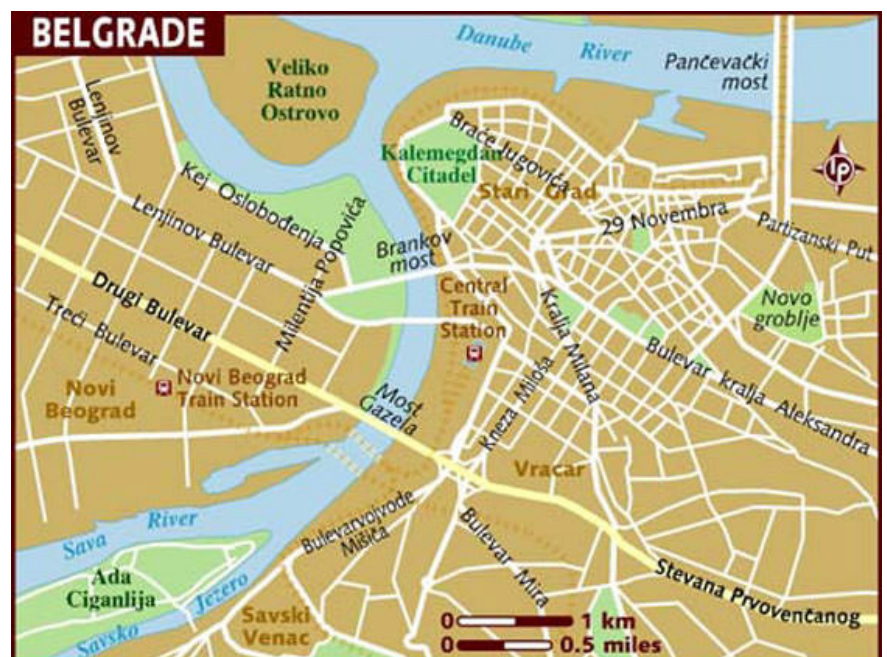 BELGRADE
Danube
River
Pančevački
most
Veliko
Ratno
Ostrovo
Lenjinov
Bulevar
Kej Oslobođenja
Kalemegdan
Citadel
Braće Jugovića
Stari Grad
lp
29 Novembra
Partizanski Put
Lenjinov Bulevar
Milentija Popovića
Brankov
most
Central
Train
Station
Drugi Bulevar
Treći Bulevar
Kralja Milana
Novo
groblje
Bulevar kralja Aleksandra
Novi
Beograd
Novi Beograd
Train Station
Most
Gazela
Kneza Miloša
Vracar
Sava River
Bulevarvojvode
Mišića
Bulevar Mira
Ada
Ciganlija
Savsko Jezero
Savski
Venac
Stevana Prvovenčanog
0 1 km
0 0.5 miles